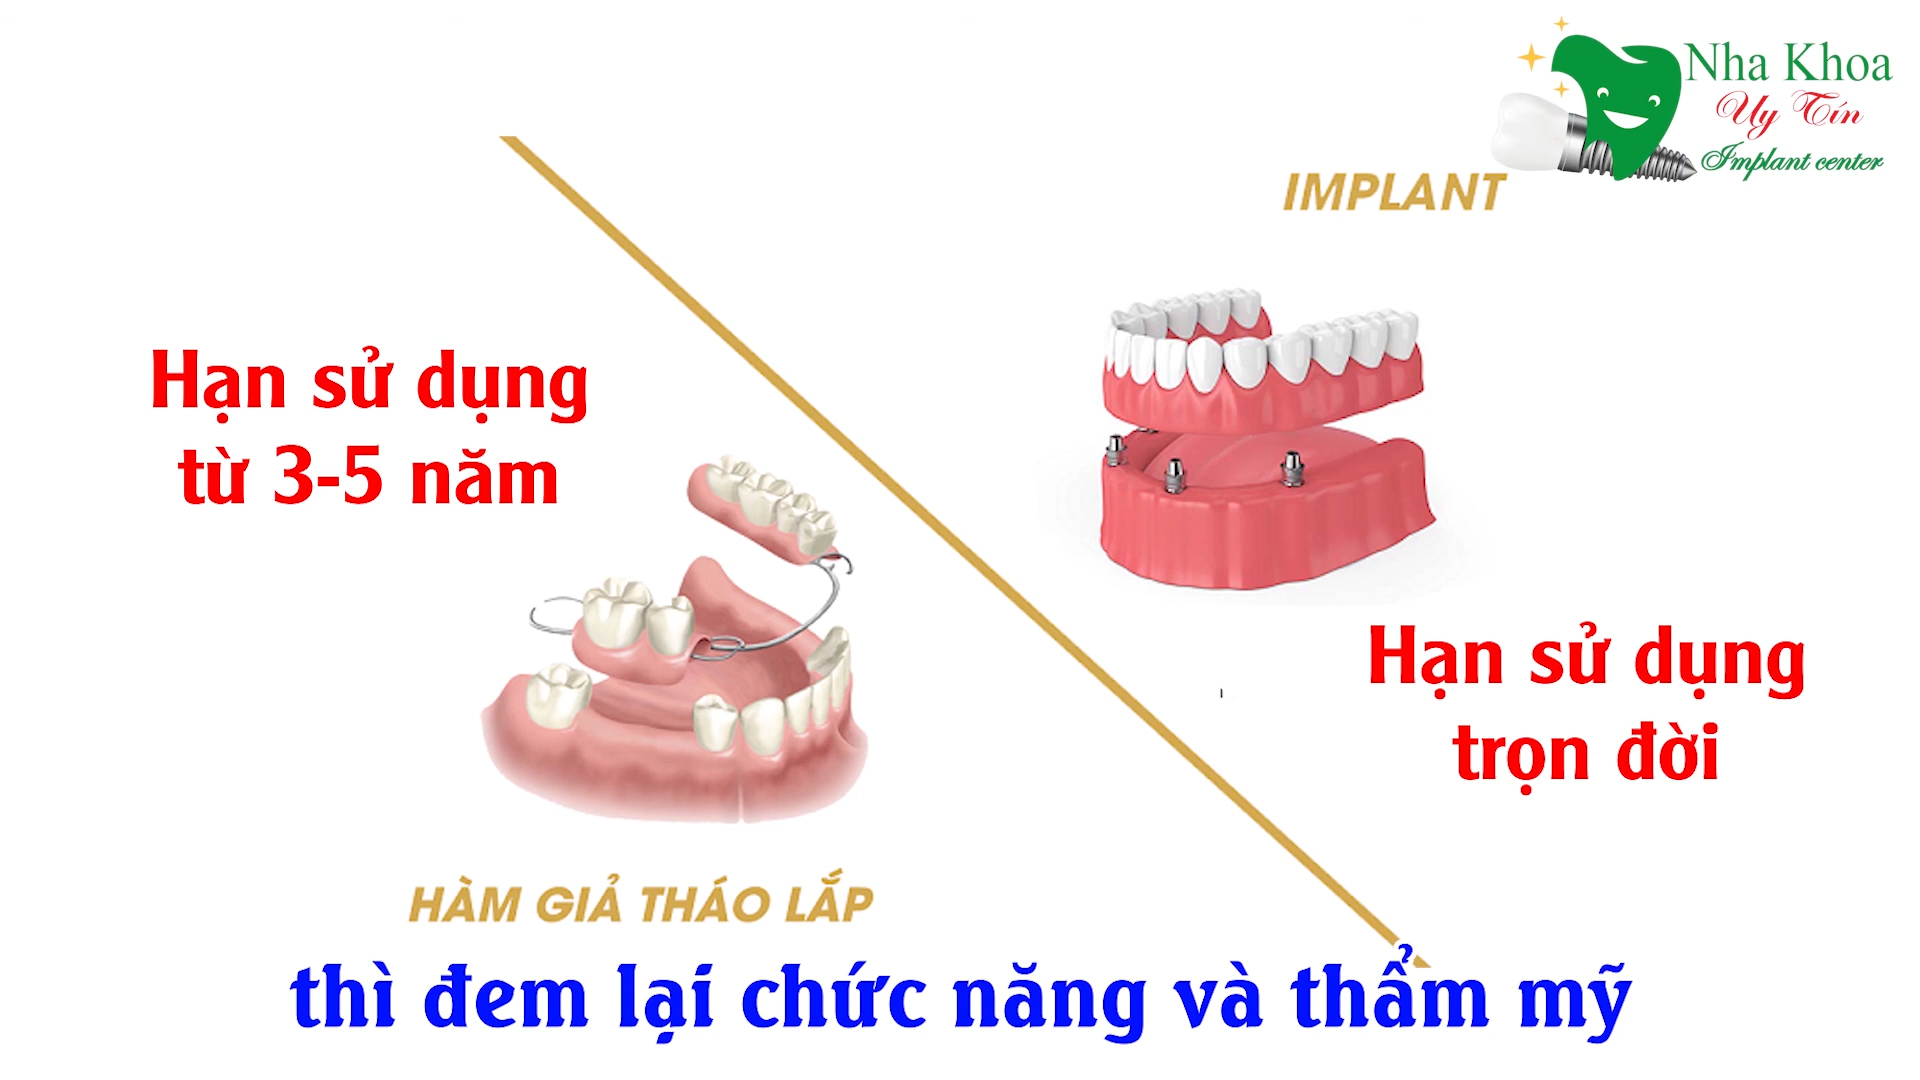 Nha Khoa
Uy Tín
Implant center
IMPLANT
Hạn sử dụng
từ 3-5 năm
Hạn sử dụng
trọn đời
HÀM GIẢ THÁO LẮP
thì đem lại chức năng và thẩm mỹ